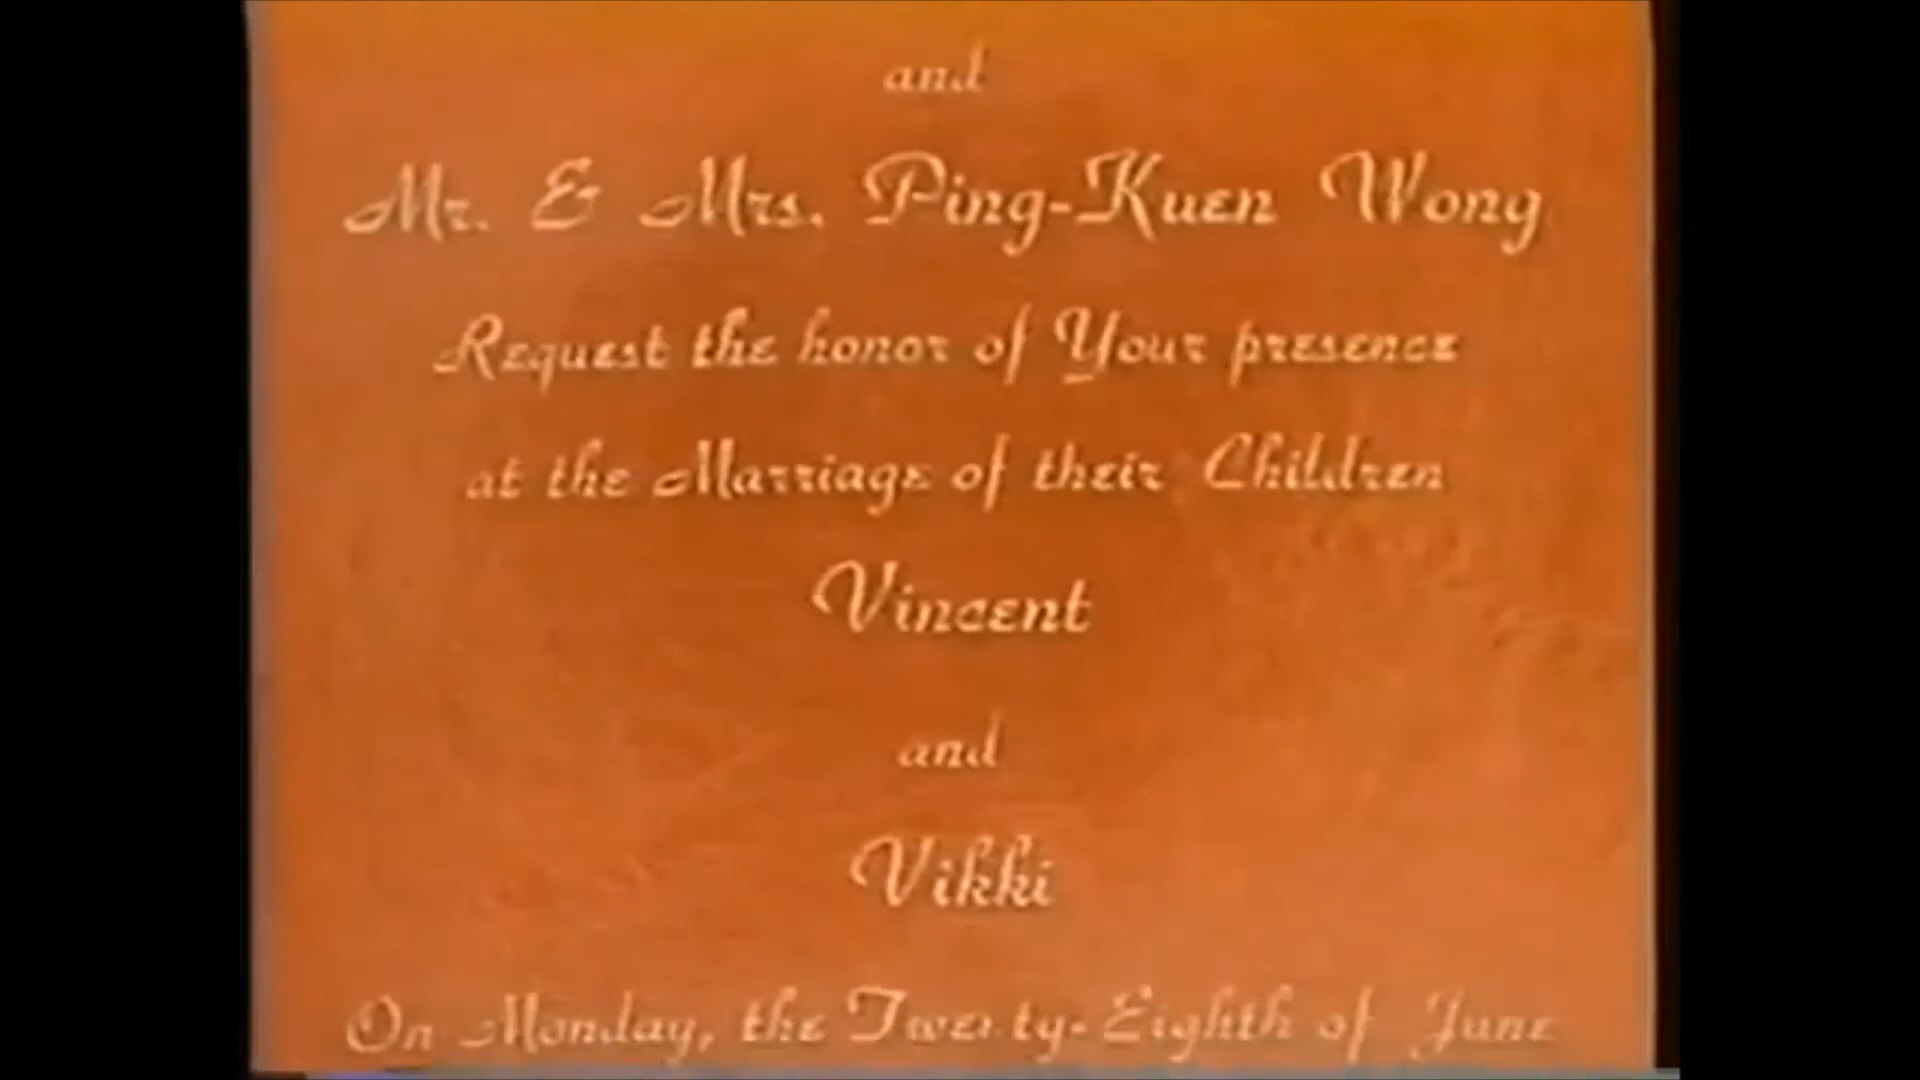 and
Mr. & Mrs. Ping-Kuen Wong
Request the honor of Your presence
at the Marriage of their Children
Vincent
and
Vikki
On Monday, the Twenty-Eighth of June